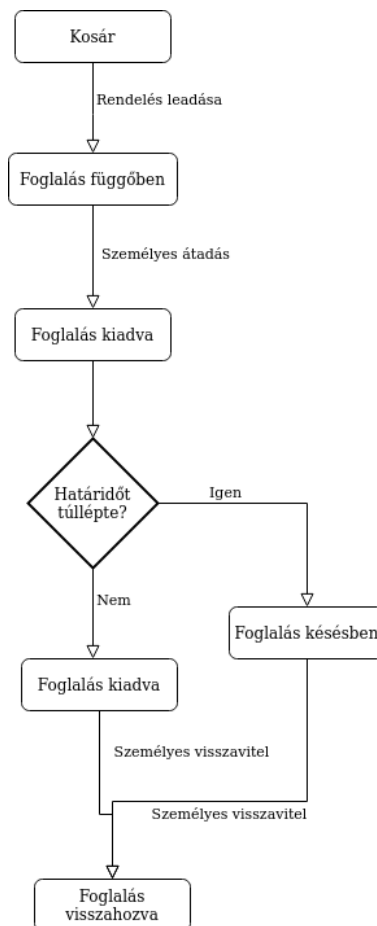 Kosár
Rendelés leadása
Foglalás függőben
Személyes átadás
Foglalás kiadva
Határidőt
túllépte?
Igen
Nem
Foglalás késésben
Foglalás kiadva
Személyes visszavitel
Személyes visszavitel
Foglalás
visszahozva